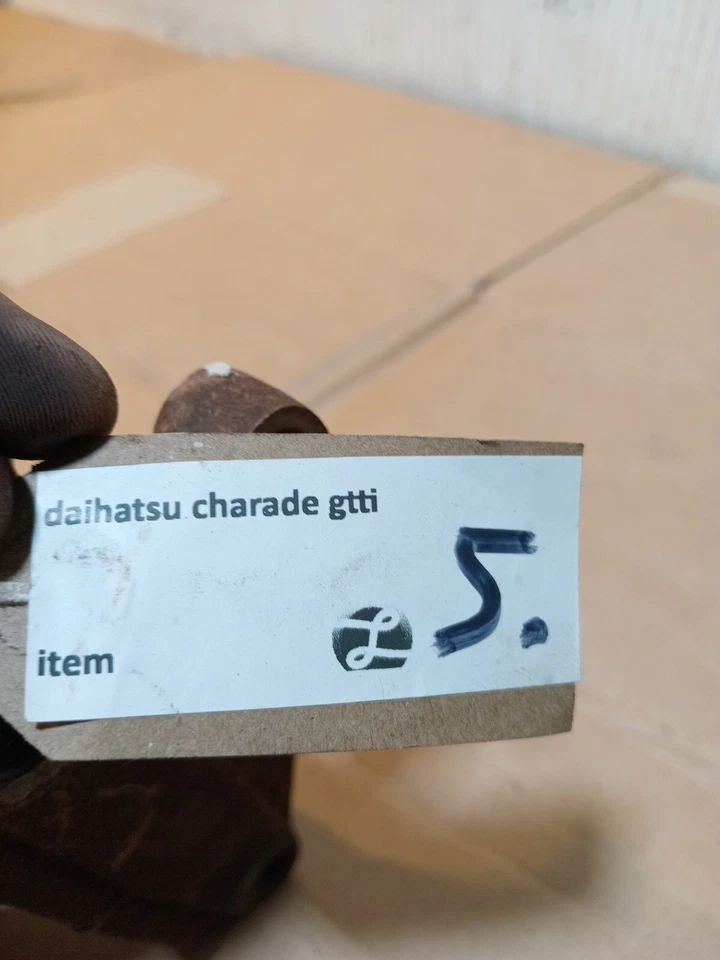 daihatsu charade gtti
5.
item